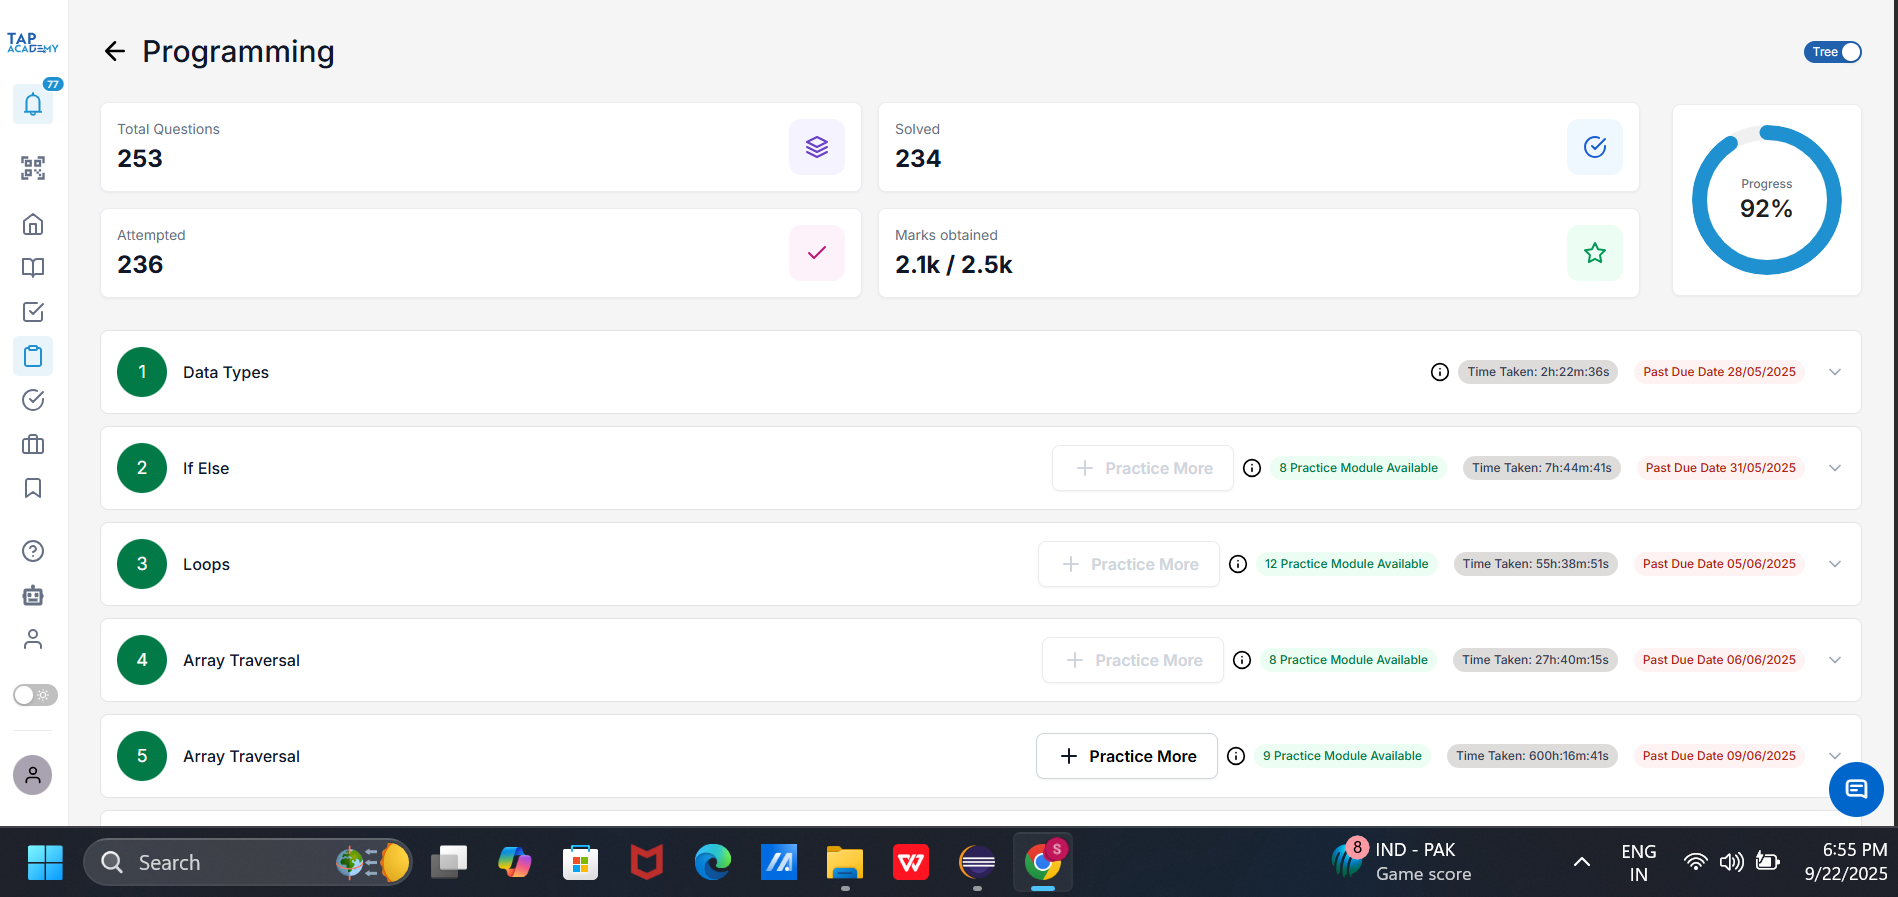 TAP
ACADEMY
77
Programming
Tree
Total Questions
253
Solved
234
Attempted
236
Marks obtained
2.1k / 2.5k
Progress
92%
1 Data Types Time Taken: 2h:22m:36s Past Due Date 28/05/2025
2 If Else Practice More 8 Practice Module Available Time Taken: 7h:44m:41s Past Due Date 31/05/2025
3 Loops Practice More 12 Practice Module Available Time Taken: 55h:38m:51s Past Due Date 05/06/2025
4 Array Traversal Practice More 8 Practice Module Available Time Taken: 27h:40m:15s Past Due Date 06/06/2025
5 Array Traversal Practice More 9 Practice Module Available Time Taken: 600h:16m:41s Past Due Date 09/06/2025
Search
W
S
8
IND - PAK
Game score
ENG
IN
6:55 PM
9/22/2025